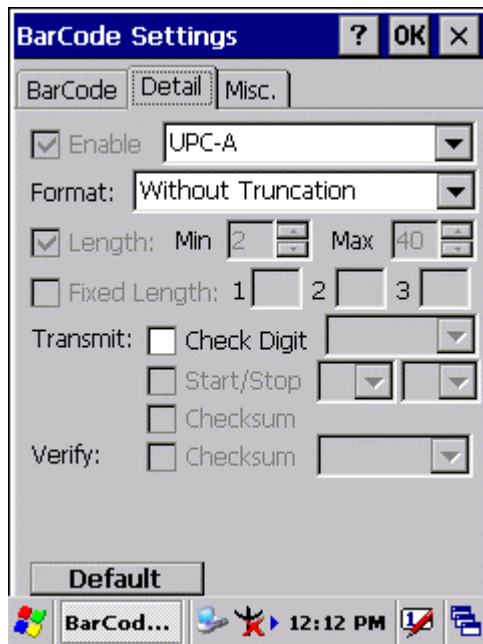 BarCode Settings ? OK ×
BarCode Detail Misc.
Enable UPC-A
Format: Without Truncation
Length: Min 2 Max 40
Fixed Length: 1 2 3
Transmit: Check Digit
Start/Stop
Checksum
Verify: Checksum
Default
BarCod... 12:12 PM 1